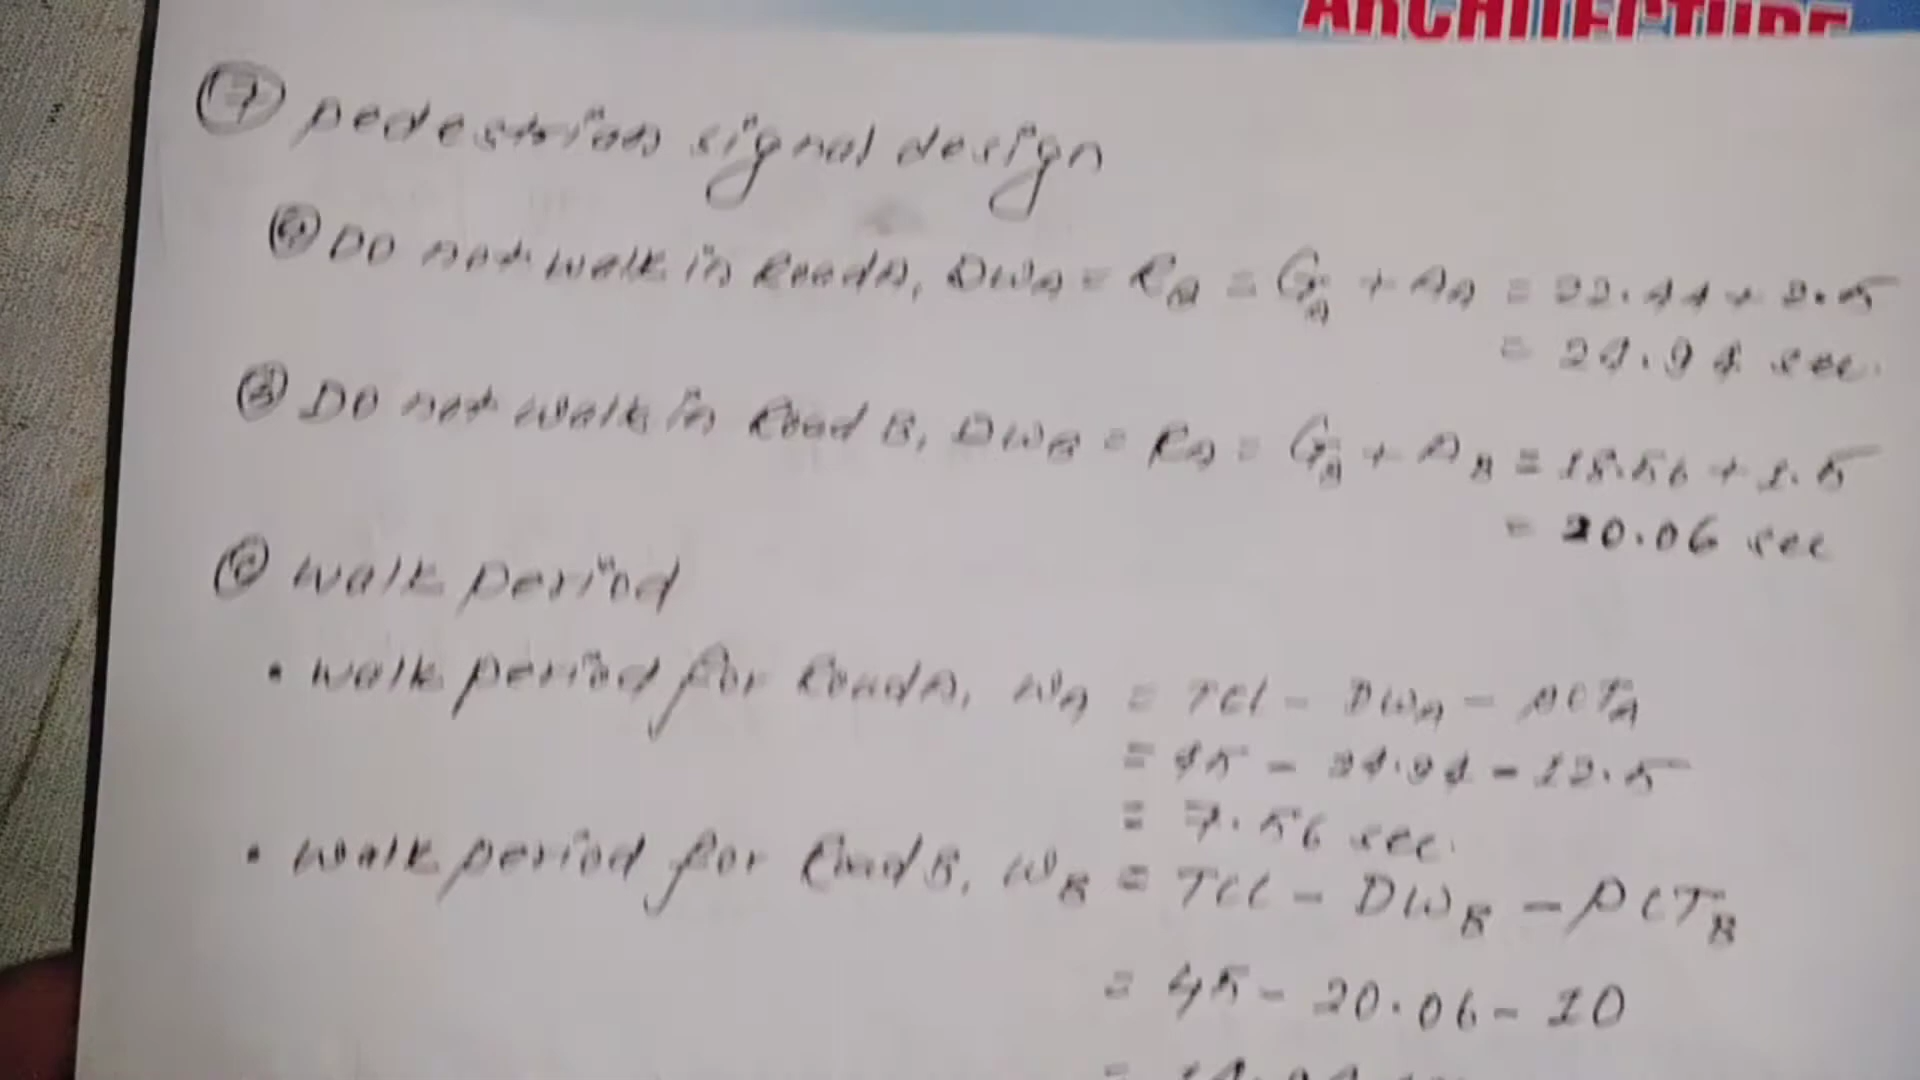 ARCHITECTURE
⑦ pedestrian signal design
ⓐ DO not walk in Road A, DWA = RB = GA + AA = 22.44 + 2.5
= 24.94 sec.
ⓑ DO not walk in Road B, DWB = RA = GB + AB = 18.56 + 1.5
= 20.06 sec
ⓒ walk period
• walk period for Road A, WA = TCL - DWA - PCTA
= 45 - 24.94 - 12.5
= 7.56 sec.
• walk period for Road B, WB = TCL - DWB - PCTB
= 45 - 20.06 - 10
= 14.94 sec